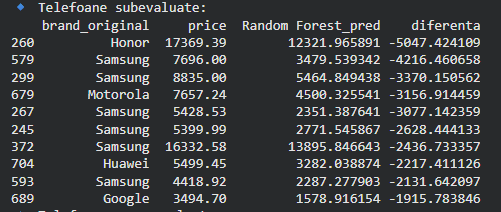 Telefoane subevaluate:
brand_original price Random Forest_pred diferenta
260 Honor 17369.39 12321.965891 -5047.424109
579 Samsung 7696.00 3479.539342 -4216.460658
299 Samsung 8835.00 5464.849438 -3370.150562
679 Motorola 7657.24 4500.325541 -3156.914459
267 Samsung 5428.53 2351.387641 -3077.142359
245 Samsung 5399.99 2771.545867 -2628.444133
372 Samsung 16332.58 13895.846643 -2436.733357
704 Huawei 5499.45 3282.038874 -2217.411126
593 Samsung 4418.92 2287.277903 -2131.642097
689 Google 3494.70 1578.916154 -1915.783846